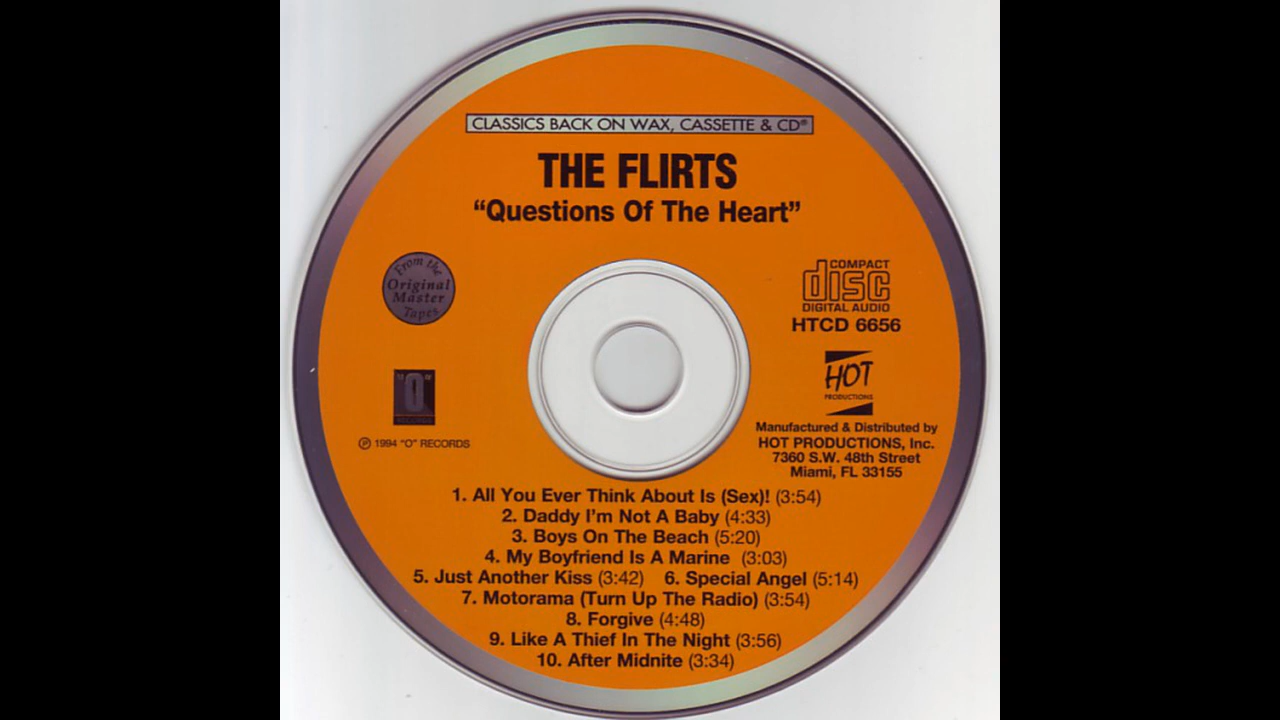 CLASSICS BACK ON WAX, CASSETTE & CD®
THE FLIRTS
“Questions Of The Heart”
From the
Original
Master
Tapes
COMPACT
disc
DIGITAL AUDIO
HTCD 6656
HOT
PRODUCTIONS
"O"
RECORDS
℗ 1994 "O" RECORDS
Manufactured & Distributed by
HOT PRODUCTIONS, Inc.
7360 S.W. 48th Street
Miami, FL 33155
1. All You Ever Think About Is (Sex)! (3:54)
2. Daddy I'm Not A Baby (4:33)
3. Boys On The Beach (5:20)
4. My Boyfriend Is A Marine (3:03)
5. Just Another Kiss (3:42) 6. Special Angel (5:14)
7. Motorama (Turn Up The Radio) (3:54)
8. Forgive (4:48)
9. Like A Thief In The Night (3:56)
10. After Midnite (3:34)